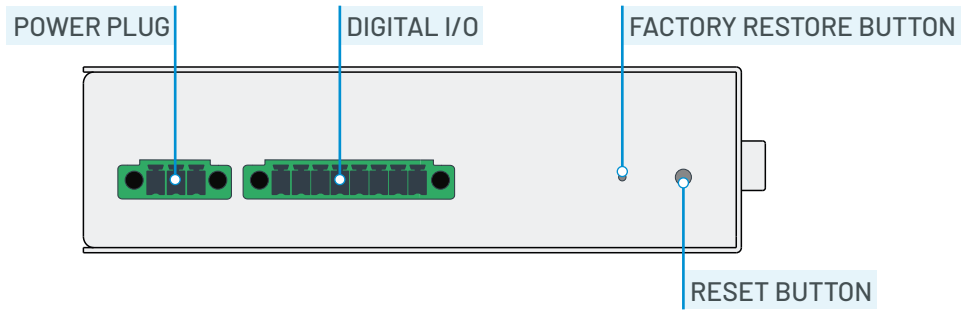 POWER PLUG
DIGITAL I/O
FACTORY RESTORE BUTTON
RESET BUTTON